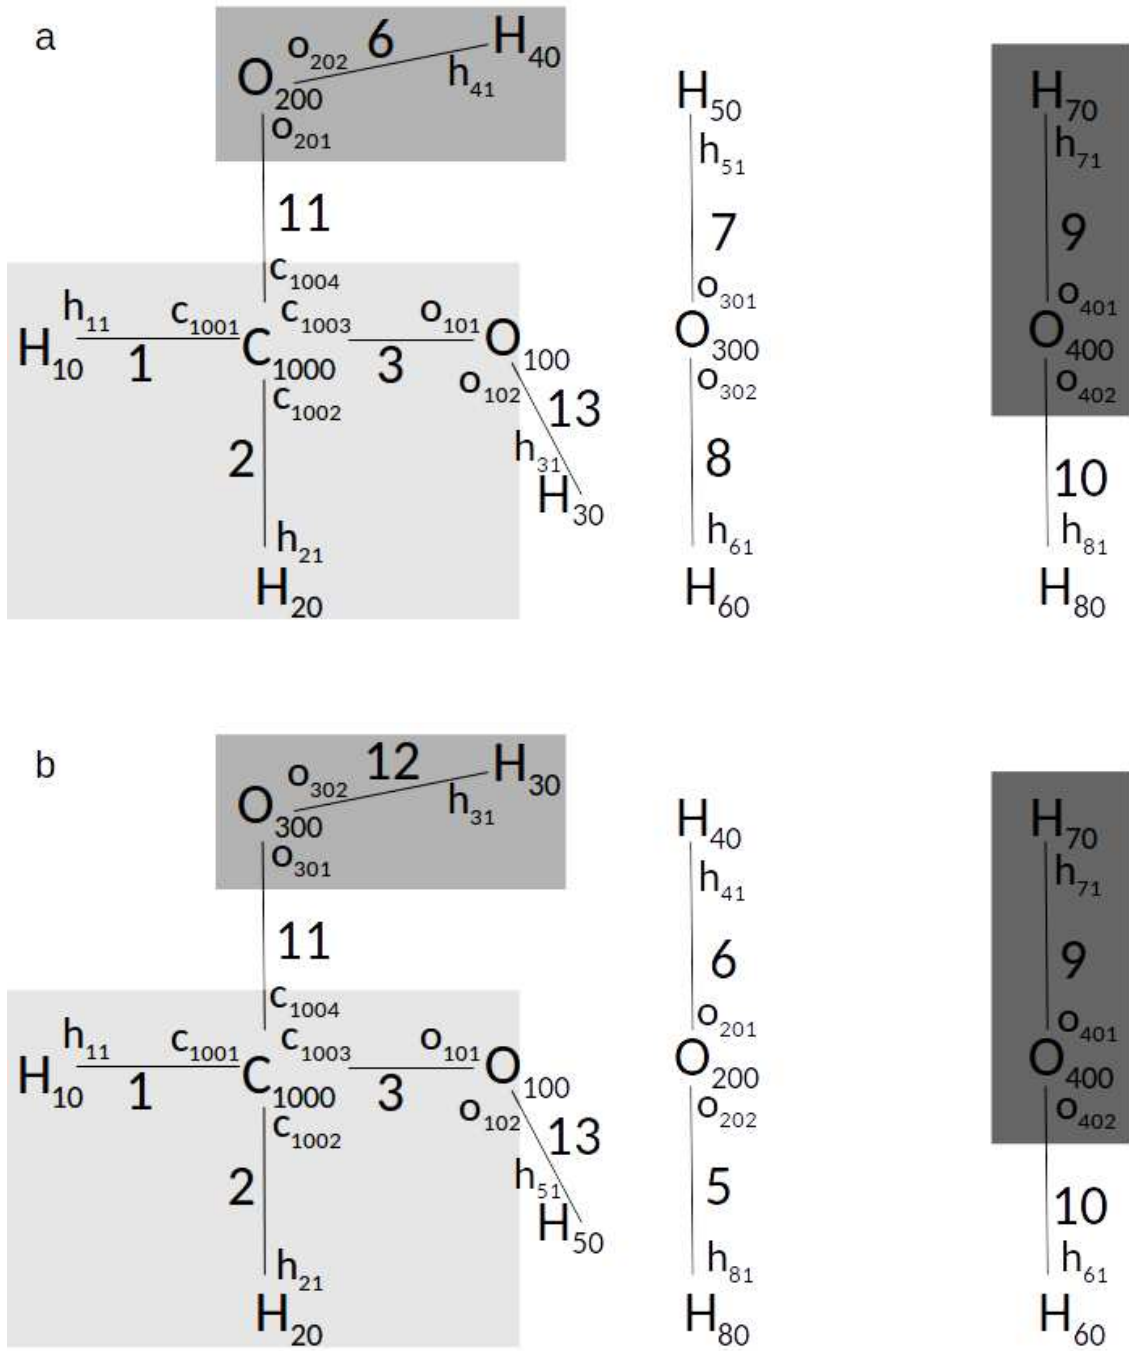 a
o202 6 H40
O200 h41
o201
11
c1004
h11 c1001 c1003 o101
H10 1 C1000 3 O100
c1002 o102 13
2 h31
H30
h21
H20
H50
h51
7
o301
O300
o302
8
h61
H60
H70
h71
9
o401
O400
o402
10
h81
H80
b
o302 12 H30
O300 h31
o301
11
c1004
h11 c1001 c1003 o101
H10 1 C1000 3 O100
c1002 o102 13
2 h51
H50
h21
H20
H40
h41
6
o201
O200
o202
5
h81
H80
H70
h71
9
o401
O400
o402
10
h61
H60